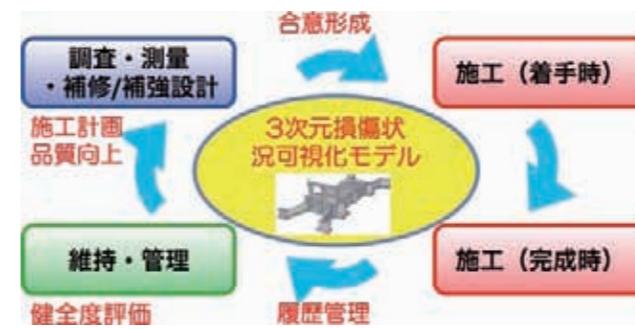 合意形成
調査・測量
・補修/補強設計
施工（着手時）
施工計画
品質向上
3次元損傷状
況可視化モデル
維持・管理
施工（完成時）
健全度評価
履歴管理